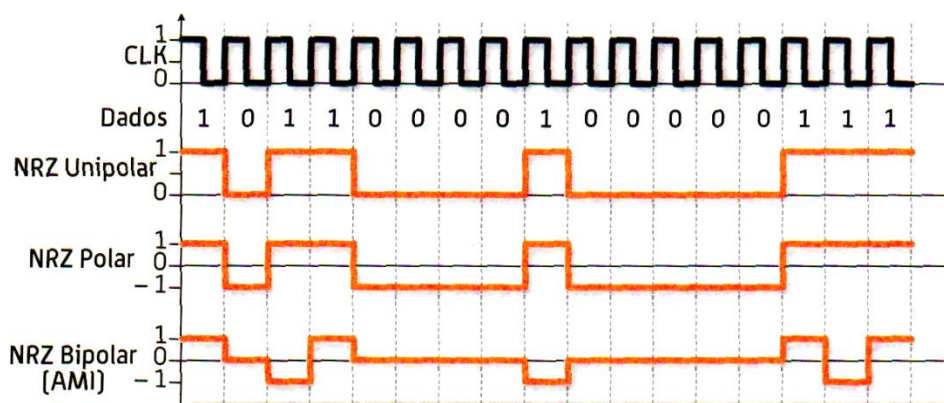 1
CLK
0
Dados 1 0 1 1 0 0 0 0 1 0 0 0 0 0 1 1 1
1
NRZ Unipolar
0
1
NRZ Polar 0
-1
1
NRZ Bipolar 0
(AMI) -1